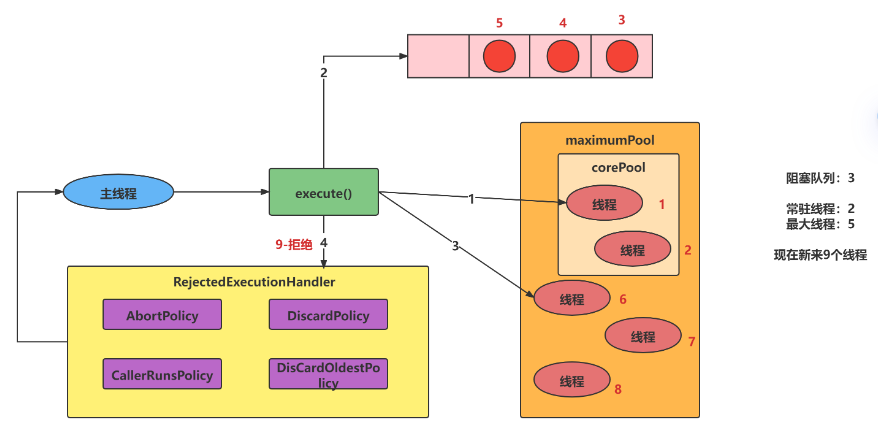 5
4
3
2
maximumPool
corePool
主线程
execute()
1
线程
1
线程
2
阻塞队列：3
常驻线程：2
最大线程：5
现在新来9个线程
9-拒绝
4
3
RejectedExecutionHandler
AbortPolicy
DiscardPolicy
CallerRunsPolicy
DisCardOldestPo
licy
线程
6
线程
7
线程
8